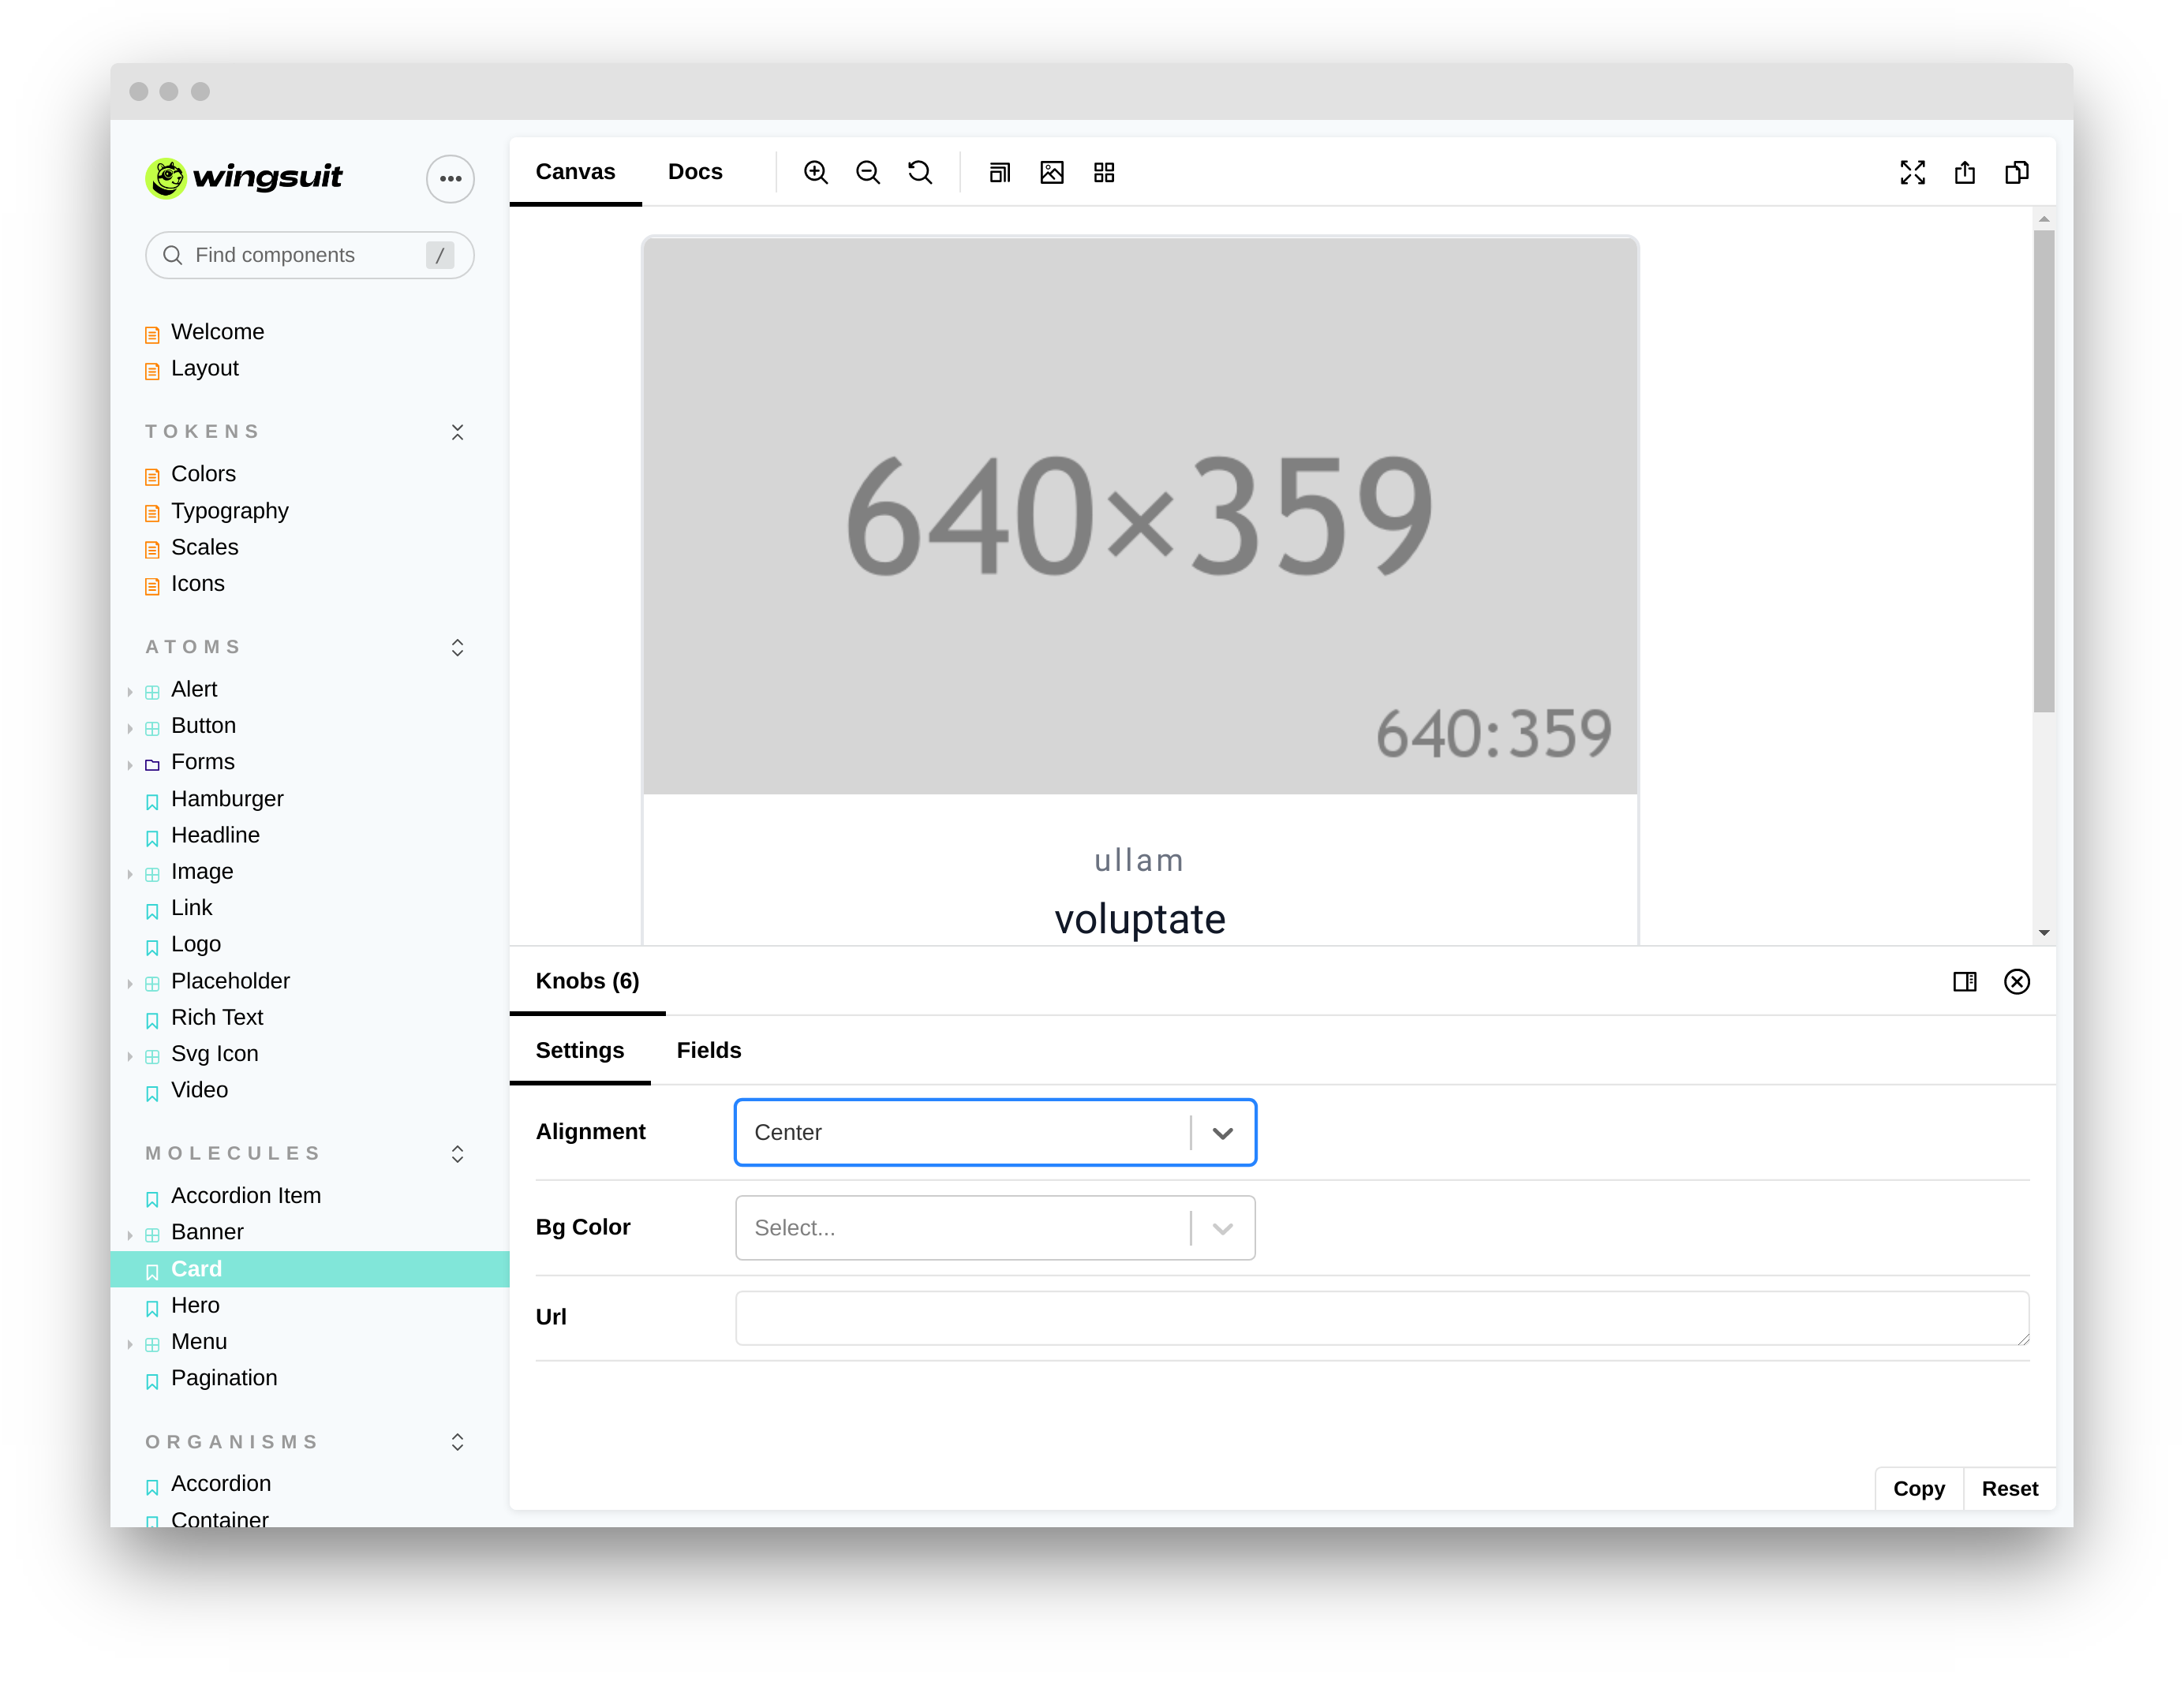 wingsuit
Find components /
Welcome
Layout
TOKENS
Colors
Typography
Scales
Icons
ATOMS
Alert
Button
Forms
Hamburger
Headline
Image
Link
Logo
Placeholder
Rich Text
Svg Icon
Video
MOLECULES
Accordion Item
Banner
Card
Hero
Menu
Pagination
ORGANISMS
Accordion
Container
Canvas Docs
640×359
640:359
ullam
voluptate
Knobs (6)
Settings Fields
Alignment Center
Bg Color Select...
Url
Copy Reset